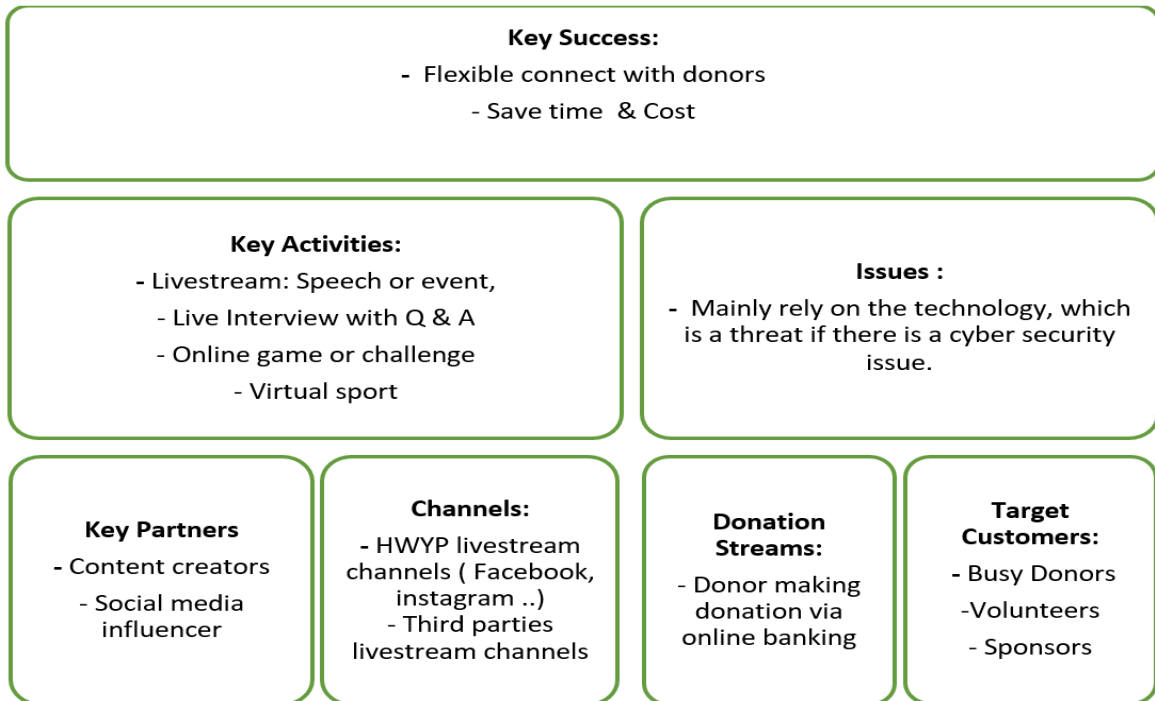 Key Success:
- Flexible connect with donors
- Save time & Cost
Key Activities:
- Livestream: Speech or event,
- Live Interview with Q & A
- Online game or challenge
- Virtual sport
Issues :
- Mainly rely on the technology, which
is a threat if there is a cyber security
issue.
Key Partners
- Content creators
- Social media
influencer
Channels:
- HWYP livestream
channels ( Facebook,
instagram ..)
- Third parties
livestream channels
Donation
Streams:
- Donor making
donation via
online banking
Target
Customers:
- Busy Donors
-Volunteers
- Sponsors